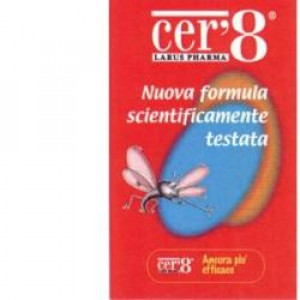 cer'8®
LARUS PHARMA
Nuova formula
scientificamente
testata
cer'8®
Ancora più
efficace